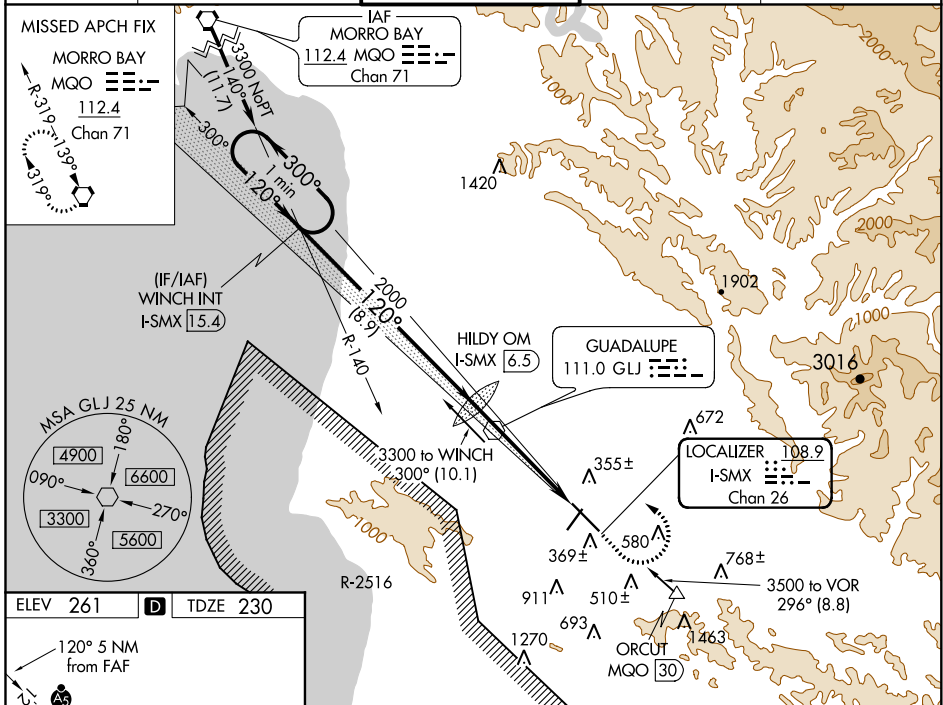 MISSED APCH FIX
MORRO BAY
MQO
112.4
Chan 71
R-319
139°
319°
IAF
MORRO BAY
112.4 MQO
Chan 71
3300 NoPT
140°
(11.7)
300°
300°
1 min
120°
2000
120°
(8.9)
R-140
(IF/IAF)
WINCH INT
I-SMX 15.4
HILDY OM
I-SMX 6.5
GUADALUPE
111.0 GLJ
3300 to WINCH
300° (10.1)
LOCALIZER 108.9
I-SMX
Chan 26
1000
2000
1420
2000
1902
1000
3016
672
355±
369±
580
768±
911
510±
693
1270
1463
3500 to VOR
296° (8.8)
ORCUT
MQO 30
1000
R-2516
MSA GLJ 25 NM
4900
180°
6600
090°
270°
3300
5600
360°
ELEV 261
D
TDZE 230
120° 5 NM
from FAF
12
A5